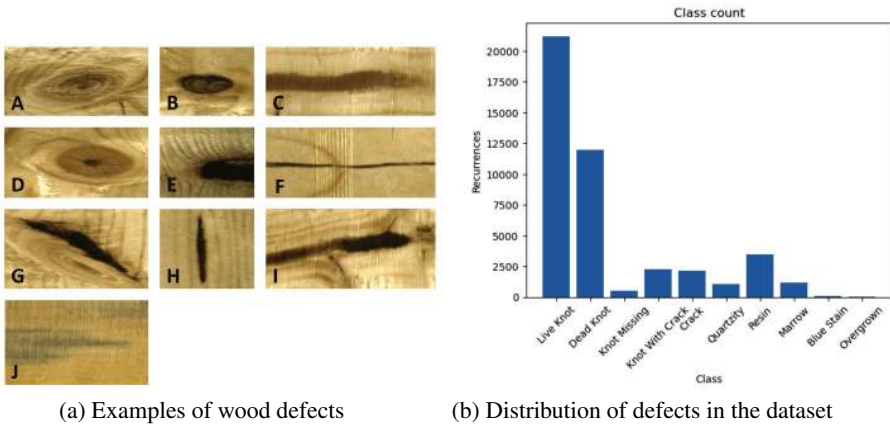 A
B
C
D
E
F
G
H
I
J
Class count
Recurrences
20000
17500
15000
12500
10000
7500
5000
2500
0
Live Knot
Dead Knot
Knot Missing
Knot With Crack
Crack
Quartzity
Resin
Marrow
Blue Stain
Overgrown
Class
(a) Examples of wood defects
(b) Distribution of defects in the dataset